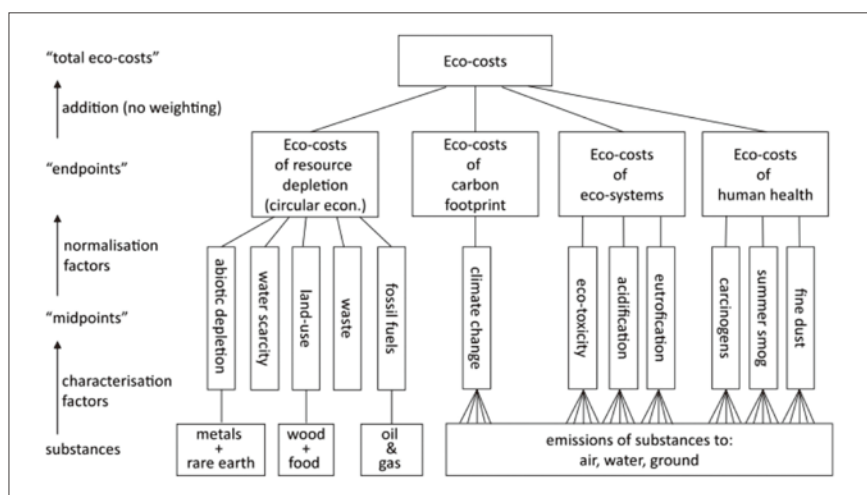 "total eco-costs"
Eco-costs
addition (no weighting)
"endpoints"
Eco-costs
of resource
depletion
(circular econ.)
Eco-costs
of
carbon
footprint
Eco-costs
of
eco-systems
Eco-costs
of
human health
normalisation
factors
abiotic depletion
water scarcity
land-use
waste
fossil fuels
climate change
eco-toxicity
acidification
eutrofication
carcinogens
summer smog
fine dust
"midpoints"
characterisation
factors
substances
metals
+
rare earth
wood
+
food
oil
&
gas
emissions of substances to:
air, water, ground